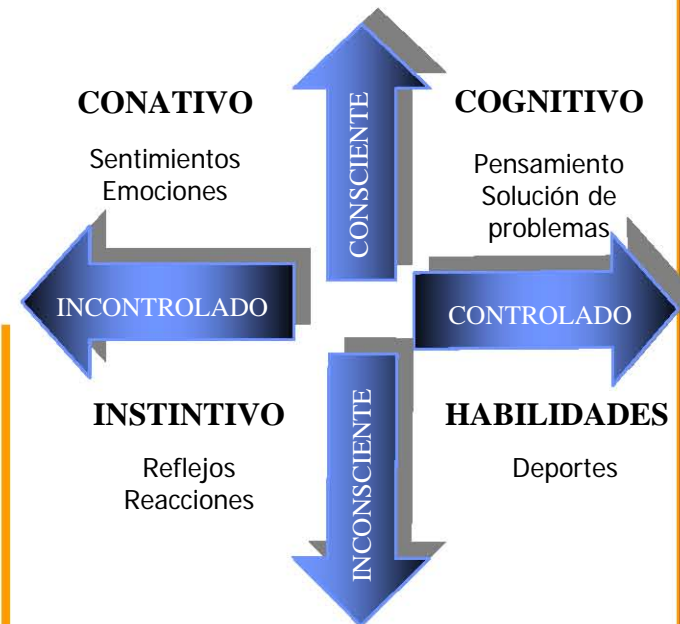 CONATIVO
Sentimientos
Emociones
CONSCIENTE
COGNITIVO
Pensamiento
Solución de
problemas
INCONTROLADO
CONTROLADO
INSTINTIVO
Reflejos
Reacciones
INCONSCIENTE
HABILIDADES
Deportes